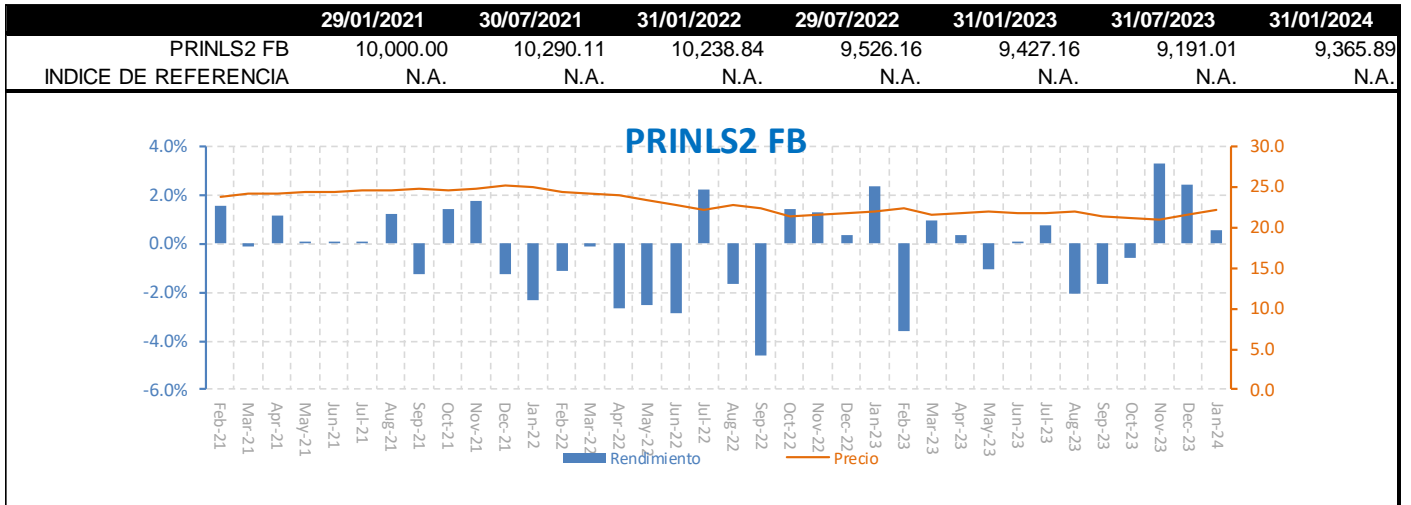 29/01/2021 30/07/2021 31/01/2022 29/07/2022 31/01/2023 31/07/2023 31/01/2024
PRINLS2 FB 10,000.00 10,290.11 10,238.84 9,526.16 9,427.16 9,191.01 9,365.89
INDICE DE REFERENCIA N.A. N.A. N.A. N.A. N.A. N.A. N.A.
PRINLS2 FB
4.0% 30.0
25.0
2.0%
20.0
0.0%
15.0
-2.0%
10.0
-4.0%
5.0
-6.0% 0.0
Feb-21 Mar-21 Apr-21 May-21 Jun-21 Jul-21 Aug-21 Sep-21 Oct-21 Nov-21 Dec-21 Jan-22 Feb-22 Mar-22 Apr-22 May-22 Jun-22 Jul-22 Aug-22 Sep-22 Oct-22 Nov-22 Dec-22 Jan-23 Feb-23 Mar-23 Apr-23 May-23 Jun-23 Jul-23 Aug-23 Sep-23 Oct-23 Nov-23 Dec-23 Jan-24
Rendimiento Precio